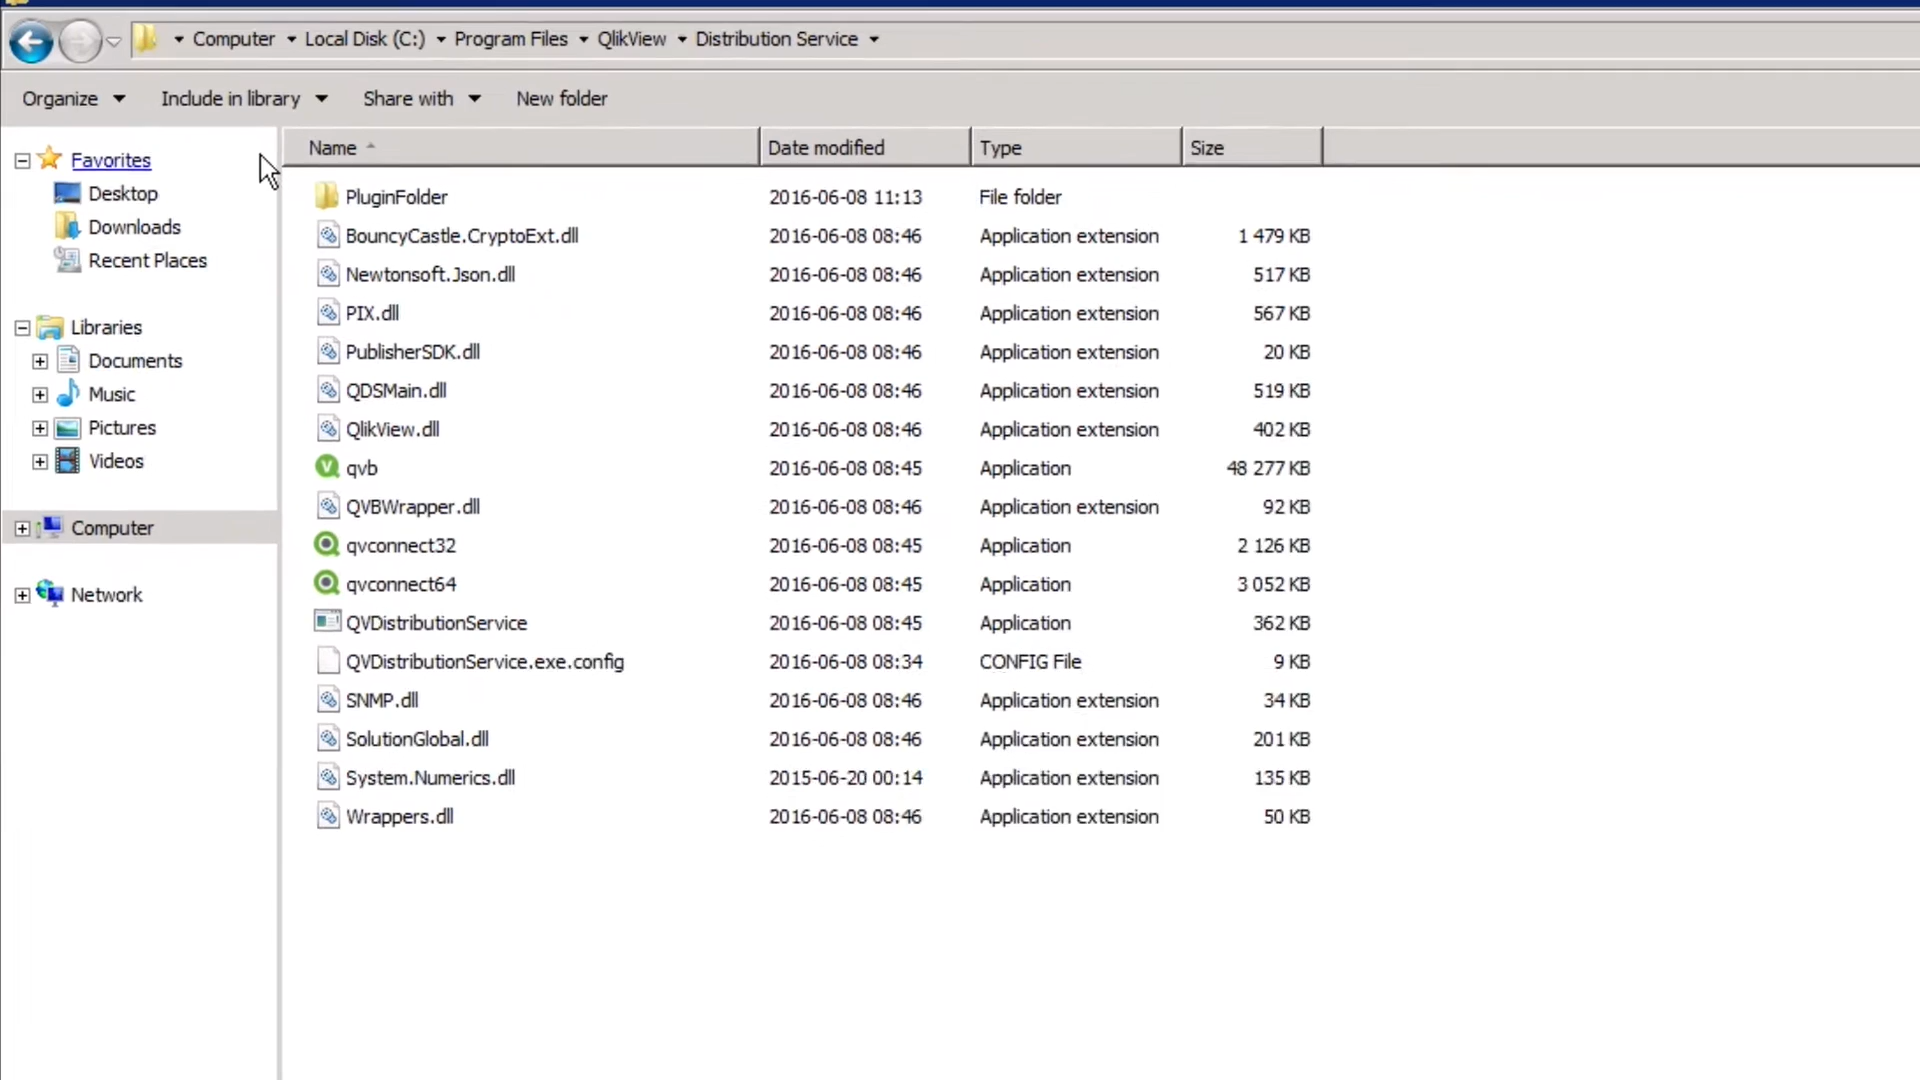 Computer Local Disk (C:) Program Files QlikView Distribution Service
Organize Include in library Share with New folder
Favorites
Desktop
Downloads
Recent Places
Libraries
Documents
Music
Pictures
Videos
Computer
Network
Name Date modified Type Size
PluginFolder 2016-06-08 11:13 File folder
BouncyCastle.CryptoExt.dll 2016-06-08 08:46 Application extension 1 479 KB
Newtonsoft.Json.dll 2016-06-08 08:46 Application extension 517 KB
PIX.dll 2016-06-08 08:46 Application extension 567 KB
PublisherSDK.dll 2016-06-08 08:46 Application extension 20 KB
QDSMain.dll 2016-06-08 08:46 Application extension 519 KB
QlikView.dll 2016-06-08 08:46 Application extension 402 KB
qvb 2016-06-08 08:45 Application 48 277 KB
QVBWrapper.dll 2016-06-08 08:46 Application extension 92 KB
qvconnect32 2016-06-08 08:45 Application 2 126 KB
qvconnect64 2016-06-08 08:45 Application 3 052 KB
QVDistributionService 2016-06-08 08:45 Application 362 KB
QVDistributionService.exe.config 2016-06-08 08:34 CONFIG File 9 KB
SNMP.dll 2016-06-08 08:46 Application extension 34 KB
SolutionGlobal.dll 2016-06-08 08:46 Application extension 201 KB
System.Numerics.dll 2015-06-20 00:14 Application extension 135 KB
Wrappers.dll 2016-06-08 08:46 Application extension 50 KB